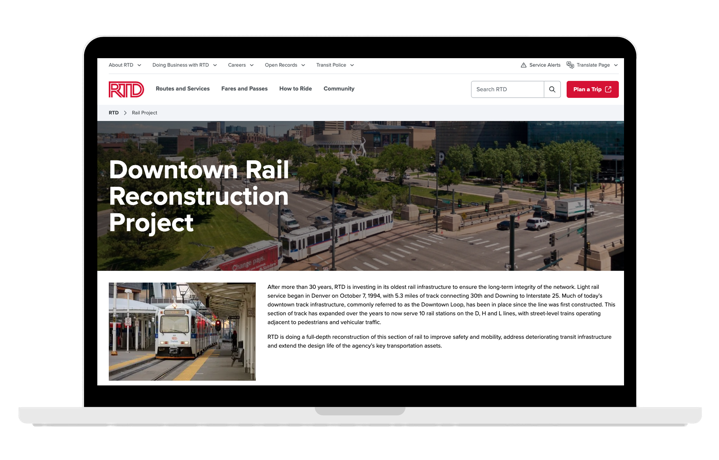 About RTD Doing Business with RTD Careers Open Records Transit Police Service Alerts Translate Page
RTD Routes and Services Fares and Passes How to Ride Community Search RTD Plan a Trip
RTD Rail Project
Downtown Rail
Reconstruction
Project
After more than 30 years, RTD is investing in its oldest rail infrastructure to ensure the long-term integrity of the network. Light rail
service began in Denver on October 7, 1994, with 5.3 miles of track connecting 30th and Downing to Interstate 25. Much of today's
downtown track infrastructure, commonly referred to as the Downtown Loop, has been in place since the line was first constructed. This
section of track has expanded over the years to now serve 10 rail stations on the D, H and L lines, with street-level trains operating
adjacent to pedestrians and vehicular traffic.
RTD is doing a full-depth reconstruction of this section of rail to improve safety and mobility, address deteriorating transit infrastructure
and extend the design life of the agency's key transportation assets.